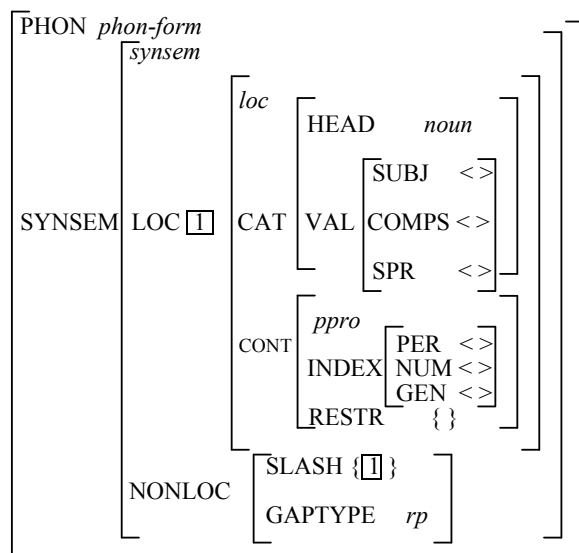 PHON phon-form
synsem
loc
HEAD noun
SUBJ < >
SYNSEM LOC 1 CAT VAL COMPS < >
SPR < >
ppro
PER < >
CONT INDEX NUM < >
GEN < >
RESTR { }
SLASH { 1 }
NONLOC
GAPTYPE rp